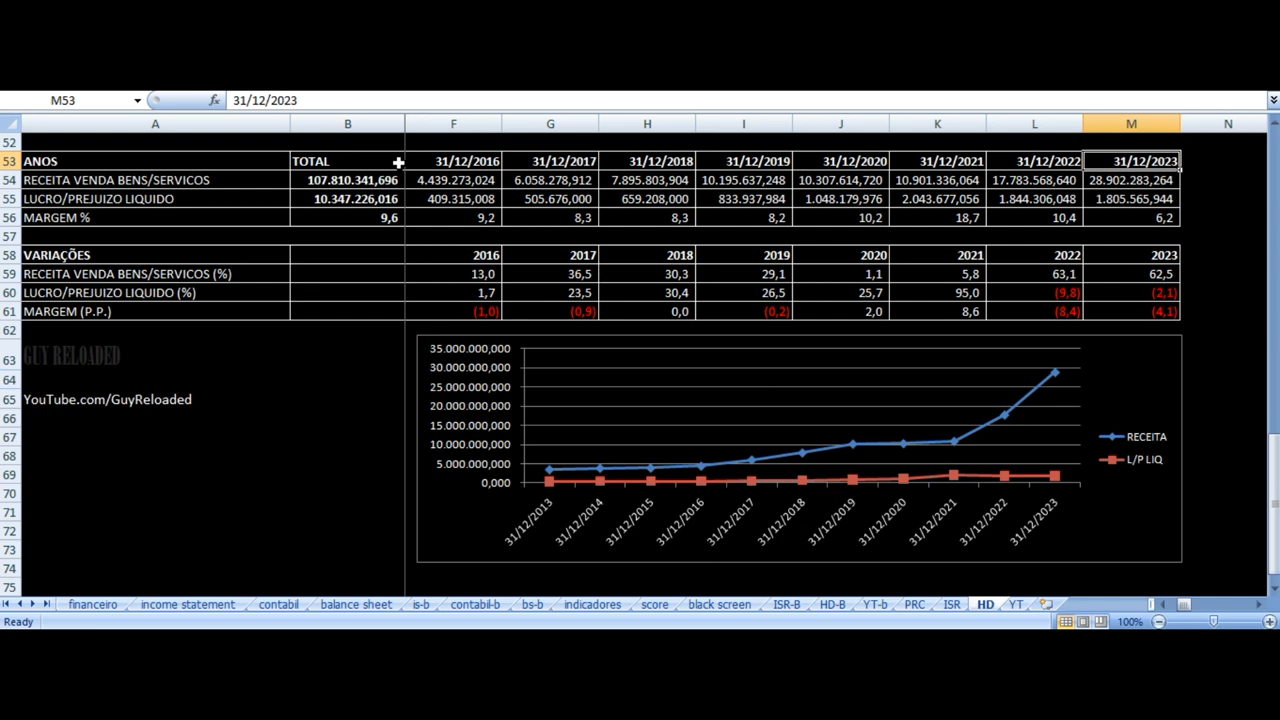 M53 fx 31/12/2023
A B F G H I J K L M N
52
53 ANOS TOTAL 31/12/2016 31/12/2017 31/12/2018 31/12/2019 31/12/2020 31/12/2021 31/12/2022 31/12/2023
54 RECEITA VENDA BENS/SERVICOS 107.810.341,696 4.439.273,024 6.058.278,912 7.895.803,904 10.195.637,248 10.307.614,720 10.901.336,064 17.783.568,640 28.902.283,264
55 LUCRO/PREJUIZO LIQUIDO 10.347.226,016 409.315,008 505.676,000 659.208,000 833.937,984 1.048.179,976 2.043.677,056 1.844.306,048 1.805.565,944
56 MARGEM % 9,6 9,2 8,3 8,3 8,2 10,2 18,7 10,4 6,2
57
58 VARIAÇÕES 2016 2017 2018 2019 2020 2021 2022 2023
59 RECEITA VENDA BENS/SERVICOS (%) 13,0 36,5 30,3 29,1 1,1 5,8 63,1 62,5
60 LUCRO/PREJUIZO LIQUIDO (%) 1,7 23,5 30,4 26,5 25,7 95,0 (9,8) (2,1)
61 MARGEM (P.P.) (1,0) (0,9) 0,0 (0,2) 2,0 8,6 (8,4) (4,1)
62
63 GUY RELOADED
64
65 YouTube.com/GuyReloaded
66
67
68
69
70
71
72
73
74
75
35.000.000,000
30.000.000,000
25.000.000,000
20.000.000,000
15.000.000,000
10.000.000,000
5.000.000,000
0,000
31/12/2013 31/12/2014 31/12/2015 31/12/2016 31/12/2017 31/12/2018 31/12/2019 31/12/2020 31/12/2021 31/12/2022 31/12/2023
RECEITA
L/P LIQ
financeiro income statement contabil balance sheet is-b contabil-b bs-b indicadores score black screen ISR-B HD-B YT-b PRC ISR HD YT
Ready 100%